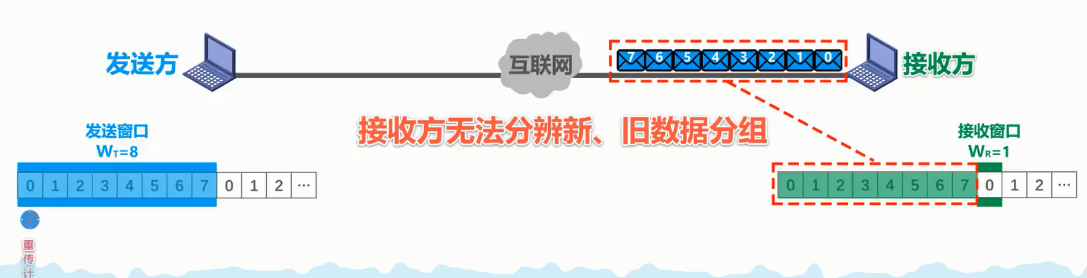 发送方
互联网
7 6 5 4 3 2 1 0
接收方
接收方无法分辨新、旧数据分组
发送窗口
WT=8
0 1 2 3 4 5 6 7 0 1 2 ...
重传计
接收窗口
WR=1
0 1 2 3 4 5 6 7 0 1 2 ...